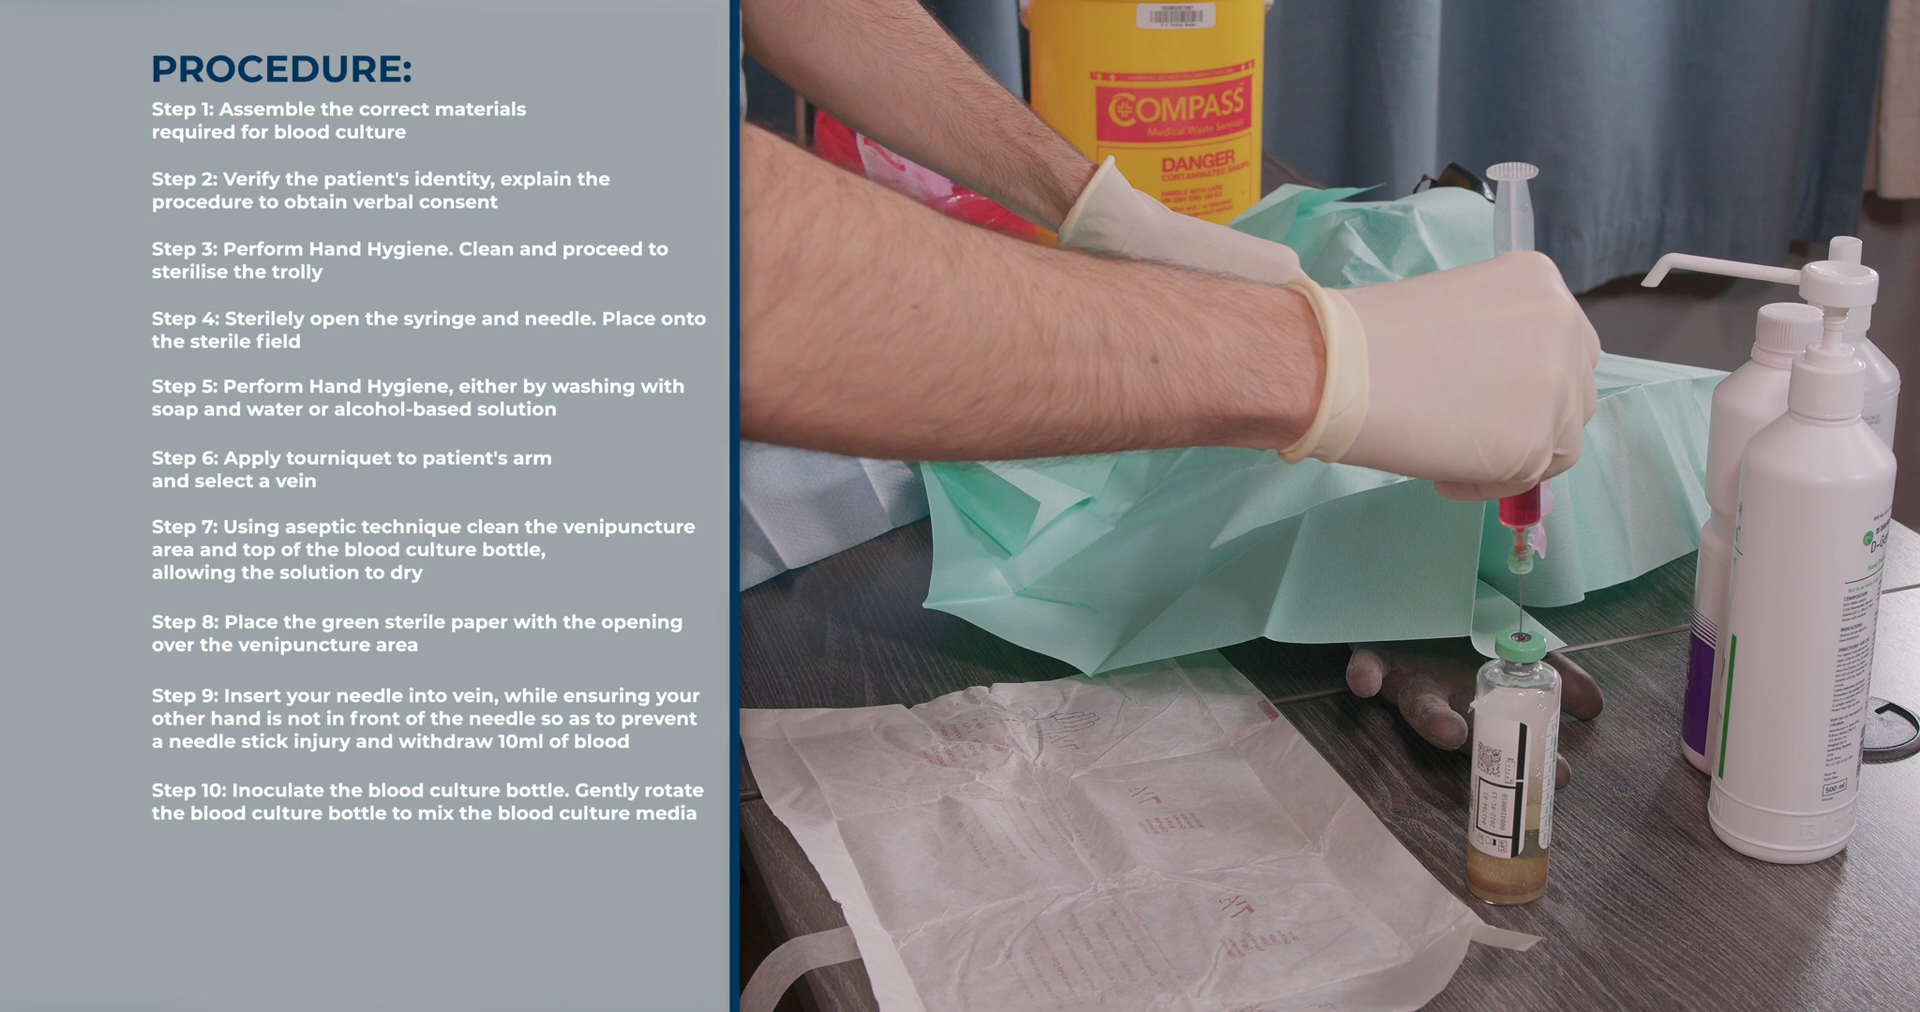 PROCEDURE:
Step 1: Assemble the correct materials
required for blood culture
Step 2: Verify the patient's identity, explain the
procedure to obtain verbal consent
Step 3: Perform Hand Hygiene. Clean and proceed to
sterilise the trolly
Step 4: Sterilely open the syringe and needle. Place onto
the sterile field
Step 5: Perform Hand Hygiene, either by washing with
soap and water or alcohol-based solution
Step 6: Apply tourniquet to patient's arm
and select a vein
Step 7: Using aseptic technique clean the venipuncture
area and top of the blood culture bottle,
allowing the solution to dry
Step 8: Place the green sterile paper with the opening
over the venipuncture area
Step 9: Insert your needle into vein, while ensuring your
other hand is not in front of the needle so as to prevent
a needle stick injury and withdraw 10ml of blood
Step 10: Inoculate the blood culture bottle. Gently rotate
the blood culture bottle to mix the blood culture media
COMPASS
Medical Waste Services
DANGER
CONTAMINATED SHARPS
HANDLE WITH CARE
500 ml